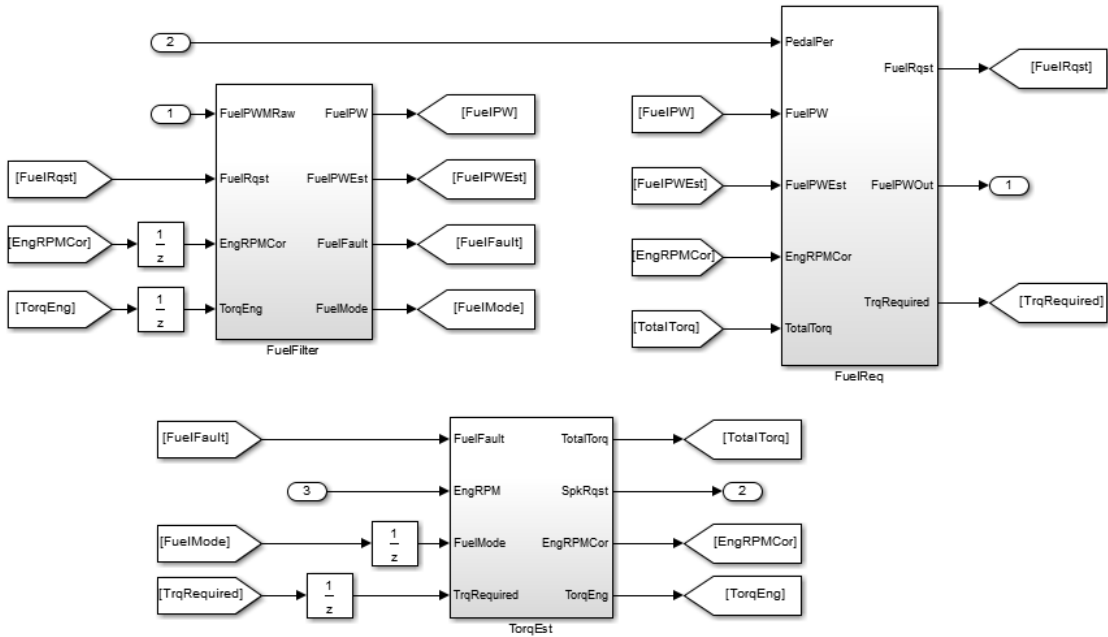 2
PedalPer
FuelRqst
[FuelRqst]
1
FuelPWMRaw
FuelPW
[FuelPW]
[FuelPW]
FuelPW
[FuelRqst]
FuelRqst
FuelPWEst
[FuelPWEst]
[FuelPWEst]
FuelPWEst
FuelPWOut
1
[EngRPMCor]
1
z
EngRPMCor
FuelFault
[FuelFault]
[EngRPMCor]
EngRPMCor
[TorqEng]
1
z
TorqEng
FuelMode
[FuelMode]
TrqRequired
[TrqRequired]
[TotalTorq]
TotalTorq
FuelFilter
FuelReq
[FuelFault]
FuelFault
TotalTorq
[TotalTorq]
3
EngRPM
SpkRqst
2
[FuelMode]
1
z
FuelMode
EngRPMCor
[EngRPMCor]
[TrqRequired]
1
z
TrqRequired
TorqEng
[TorqEng]
TorqEst